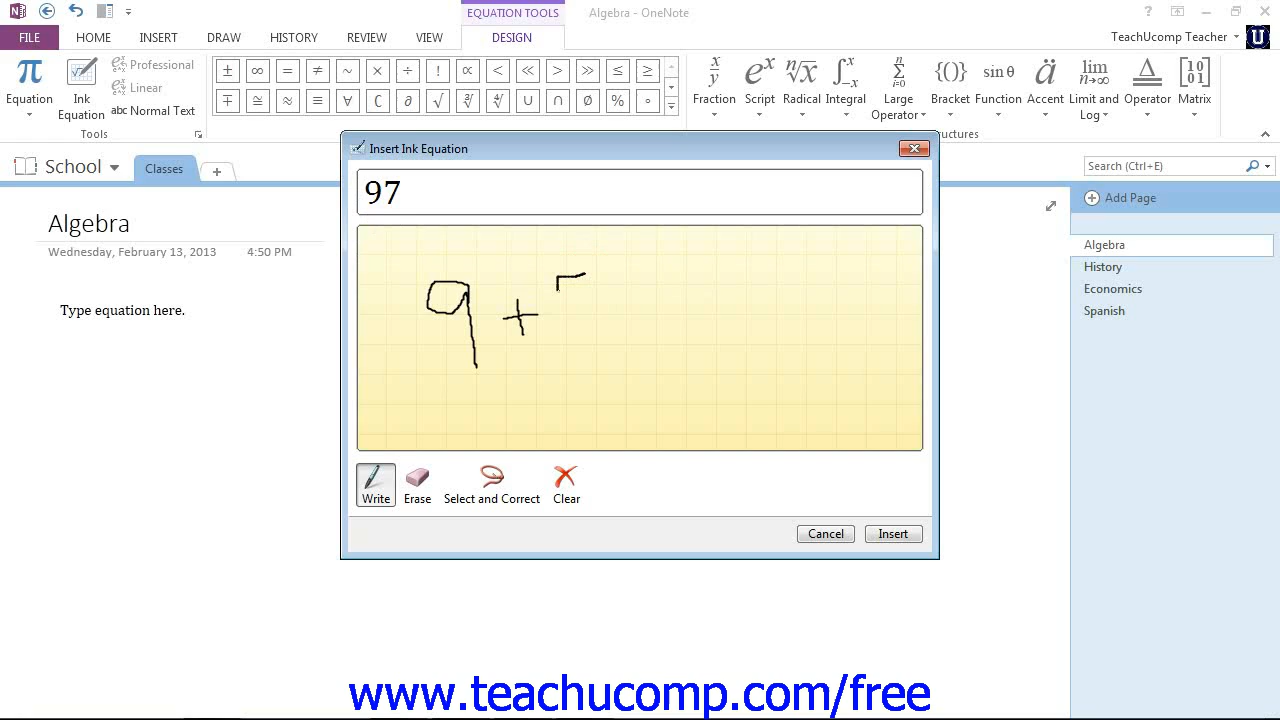 EQUATION TOOLS
Algebra - OneNote
FILE HOME INSERT DRAW HISTORY REVIEW VIEW DESIGN
TeachUcomp Teacher
Equation
Ink Equation
Professional
Linear
abc Normal Text
Tools
± ∞ = ≠ ~ × ÷ ! ∝ < ≪ > ≫ ≤ ≥
∓ ≅ ≈ ≡ ∀ ∁ ∂ √ ∛ ∜ ∪ ∩ ∅ % °
Fraction
Script
Radical
Integral
Large Operator
Bracket
Function
Accent
Limit and Log
Operator
Matrix
School
Classes
Search (Ctrl+E)
Add Page
Algebra
History
Economics
Spanish
Algebra
Wednesday, February 13, 2013 4:50 PM
Type equation here.
Insert Ink Equation
97
9 +
Write
Erase
Select and Correct
Clear
Cancel
Insert
www.teachucomp.com/free